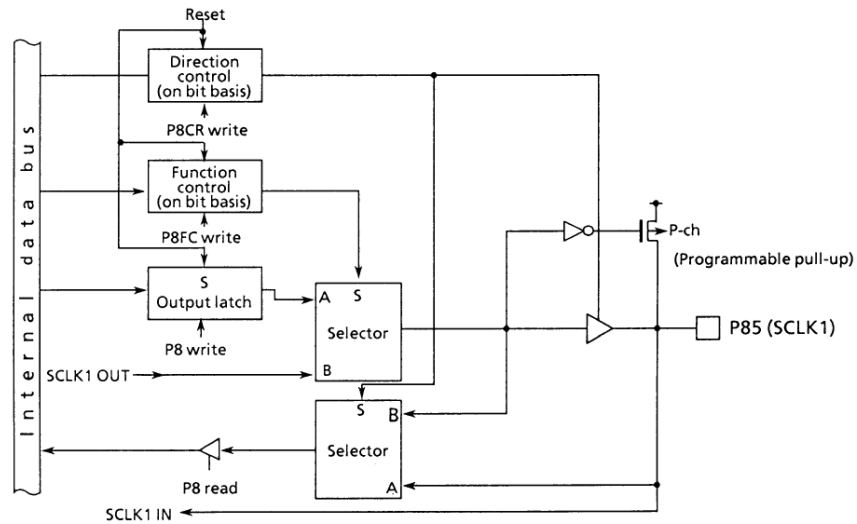 Reset
Direction
control
(on bit basis)
P8CR write
Function
control
(on bit basis)
P8FC write
S
Output latch
P8 write
SCLK1 OUT
A
S
Selector
B
S
B
Selector
A
P8 read
SCLK1 IN
P-ch
(Programmable pull-up)
P85 (SCLK1)
Internal data bus